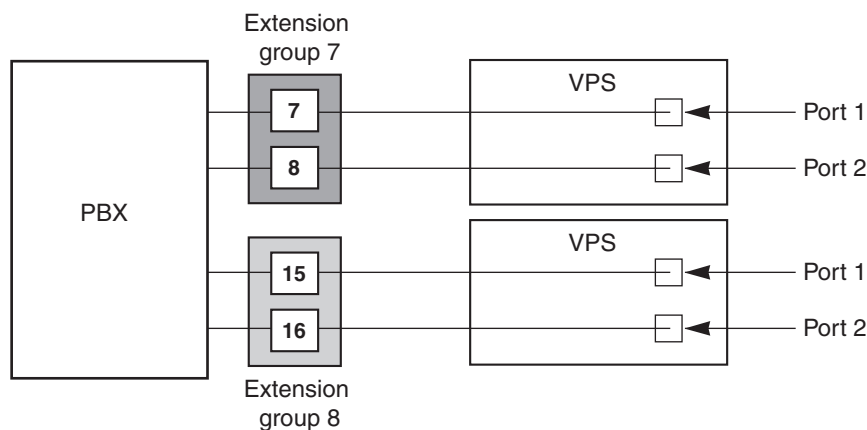 Extension
group 7
PBX
7
8
VPS
Port 1
Port 2
15
16
VPS
Port 1
Port 2
Extension
group 8